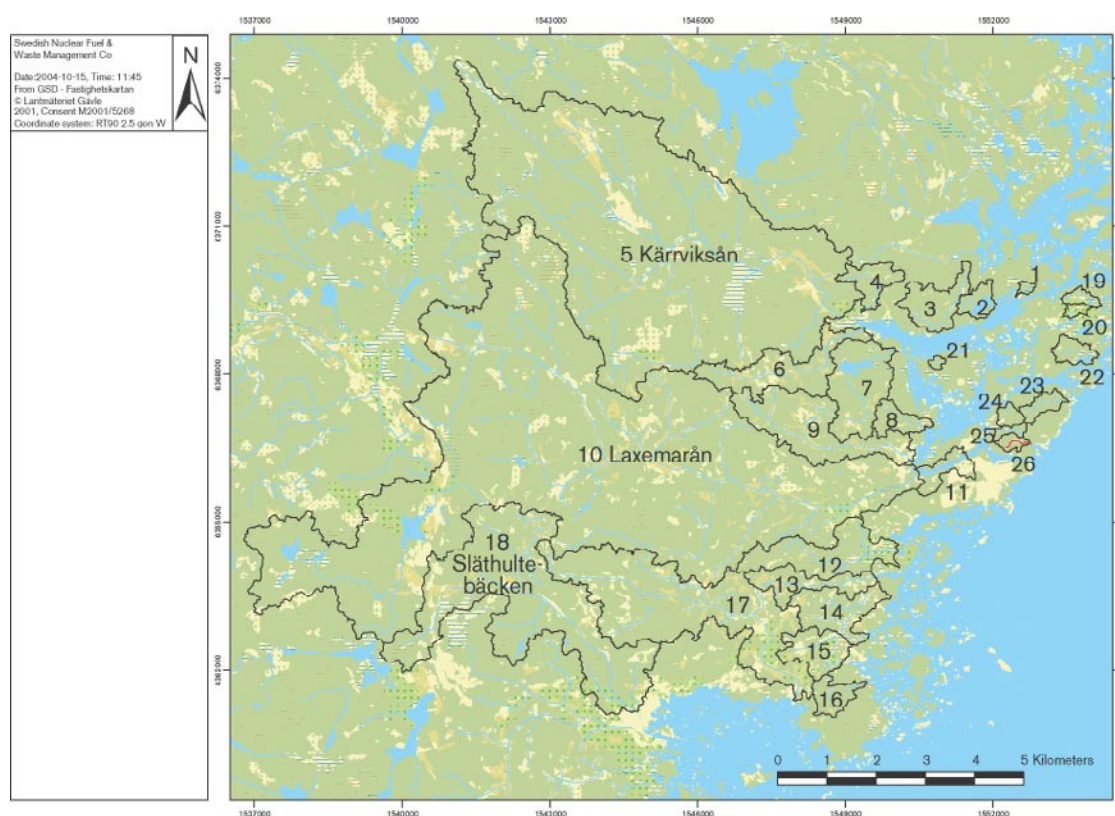 1537000 1540000 1543000 1546000 1549000 1552000
Swedish Nuclear Fuel &
Waste Management Co
N
Date:2004-10-15, Time: 11:45
From GSD - Fastighetskartan
© Lantmäteriet Gävle
2001, Consent M2001/5268
Coordinate system: RT90 2.5 gon W
6374000
6371000
6368000
6365000
6362000
5 Kärrviksån
4
3
2
1
19
20
21
22
6
7
8
9
23
24
25
26
10 Laxemarån
11
18
Släthulte-
bäcken
12
13
14
17
15
16
0 1 2 3 4 5 Kilometers
1537000 1540000 1543000 1546000 1549000 1552000